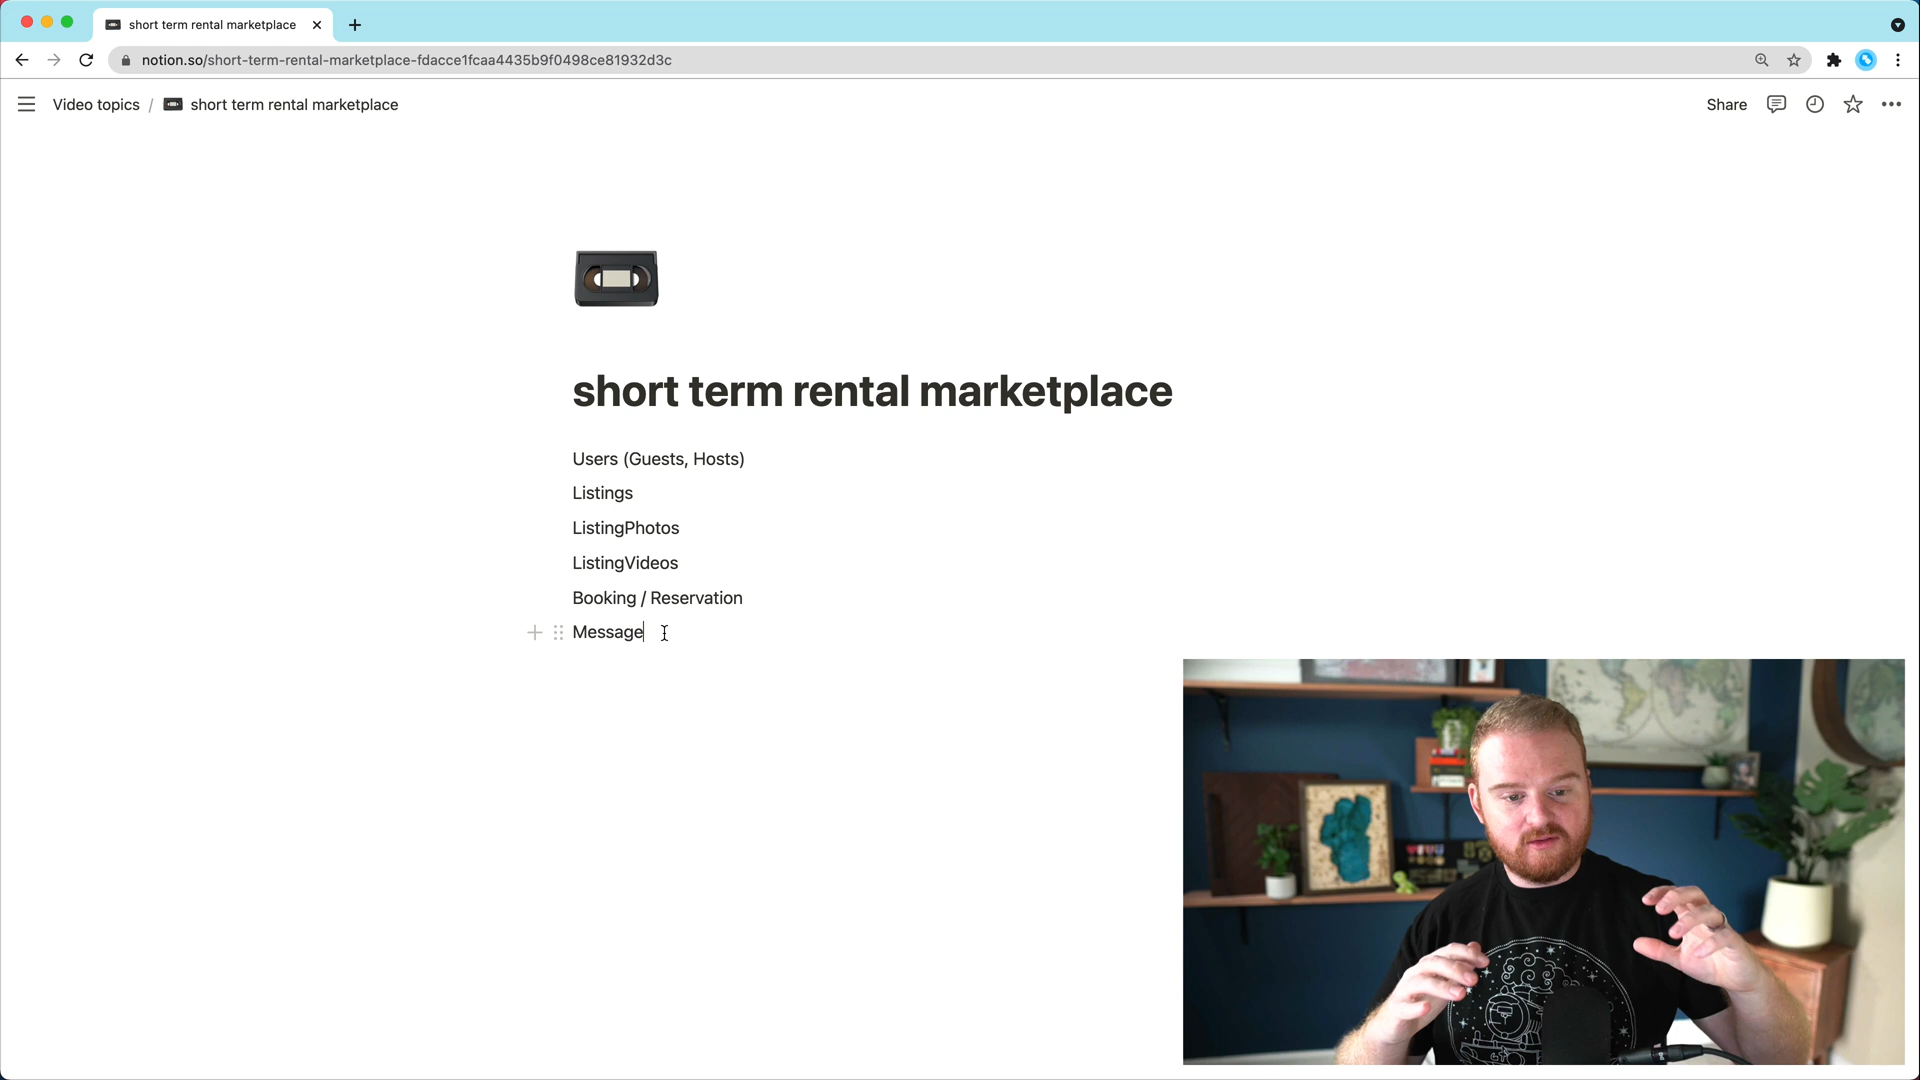 short term rental marketplace
notion.so/short-term-rental-marketplace-fdacce1fcaa4435b9f0498ce81932d3c
Video topics / short term rental marketplace
Share
short term rental marketplace
Users (Guests, Hosts)
Listings
ListingPhotos
ListingVideos
Booking / Reservation
Message